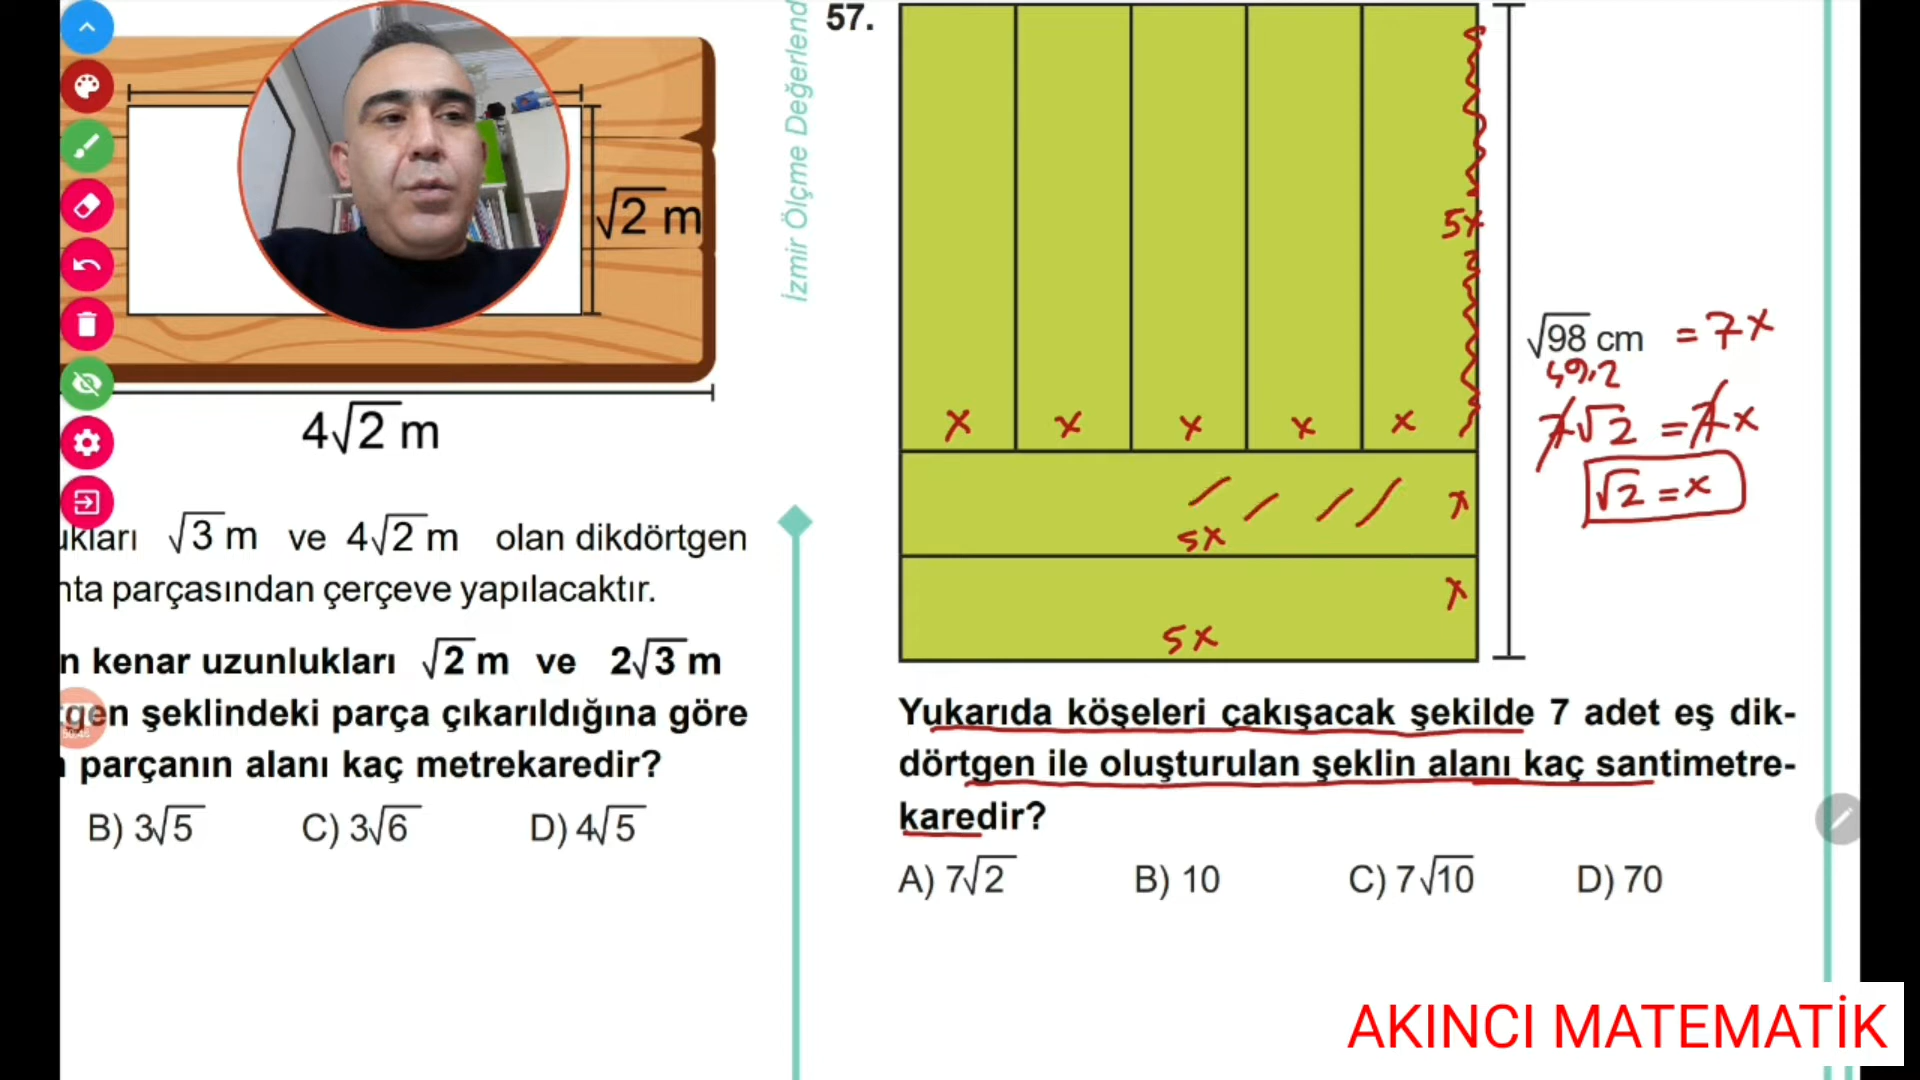 √2 m
4√2 m
ukları √3 m ve 4√2 m olan dikdörtgen
nta parçasından çerçeve yapılacaktır.
n kenar uzunlukları √2 m ve 2√3 m
gen şeklindeki parça çıkarıldığına göre
parçanın alanı kaç metrekaredir?
B) 3√5 C) 3√6 D) 4√5
İzmir Ölçme Değerlend
57.
5x
x x x x x
x
5x
x
5x
√98 cm = 7x
49.2
7√2 = 7x
√2 = x
Yukarıda köşeleri çakışacak şekilde 7 adet eş dik-
dörtgen ile oluşturulan şeklin alanı kaç santimetre-
karedir?
A) 7√2 B) 10 C) 7√10 D) 70
AKINCI MATEMATİK